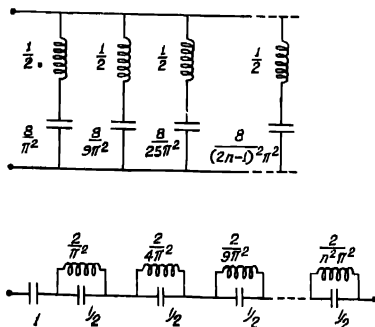 1/2 1/2 1/2 1/2
8/π² 8/9π² 8/25π² 8/(2n-1)²π²
2/π² 2/4π² 2/9π² 2/n²π²
1 1/2 1/2 1/2 1/2